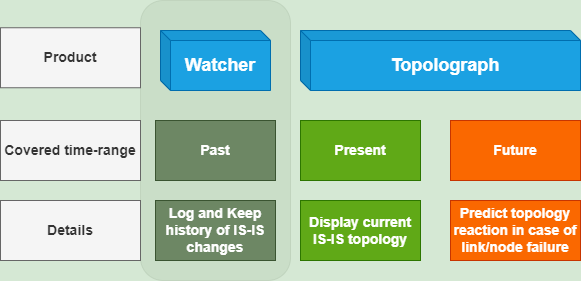 Product
Watcher
Topolograph
Covered time-range
Past
Present
Future
Details
Log and Keep
history of IS-IS
changes
Display current
IS-IS topology
Predict topology
reaction in case of
link/node failure